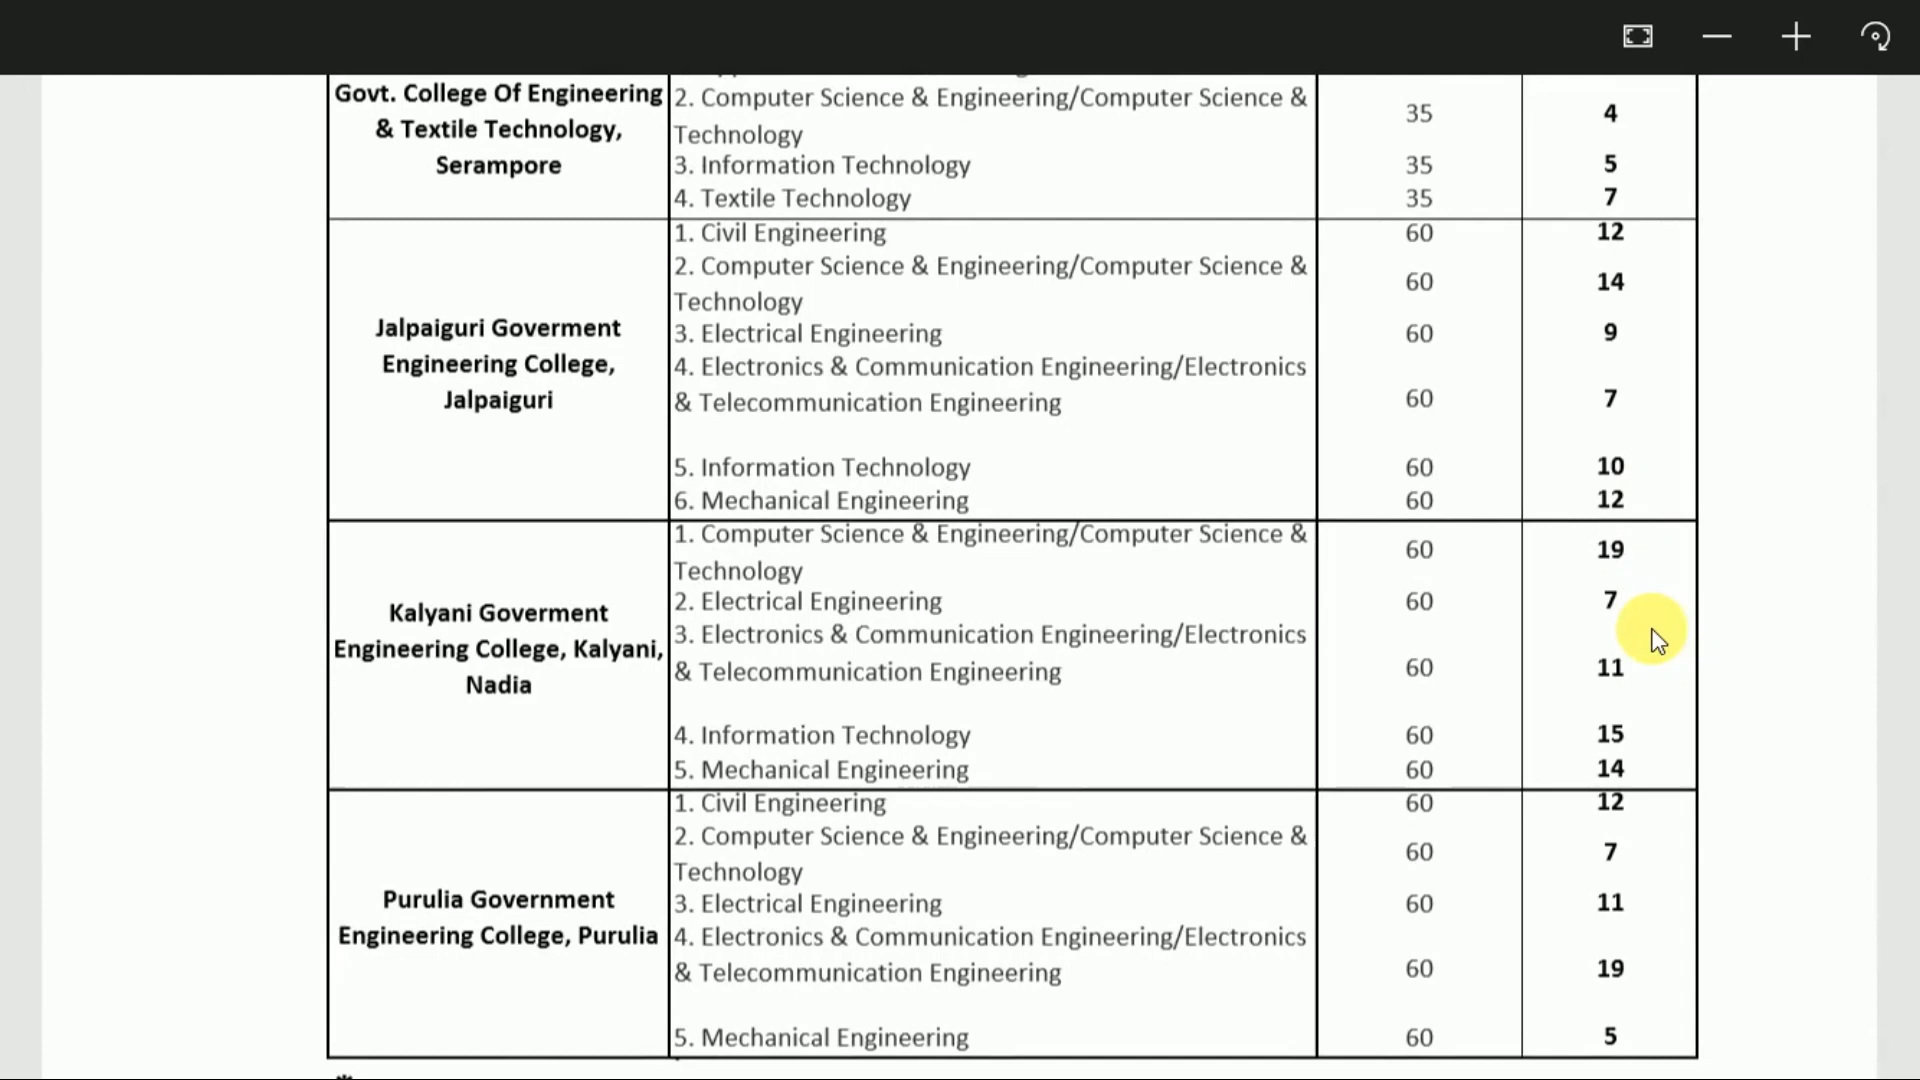 Govt. College Of Engineering
& Textile Technology,
Serampore
2. Computer Science & Engineering/Computer Science &
Technology
35
4
3. Information Technology
35
5
4. Textile Technology
35
7
Jalpaiguri Goverment
Engineering College,
Jalpaiguri
1. Civil Engineering
60
12
2. Computer Science & Engineering/Computer Science &
Technology
60
14
3. Electrical Engineering
60
9
4. Electronics & Communication Engineering/Electronics
& Telecommunication Engineering
60
7
5. Information Technology
60
10
6. Mechanical Engineering
60
12
Kalyani Goverment
Engineering College, Kalyani,
Nadia
1. Computer Science & Engineering/Computer Science &
Technology
60
19
2. Electrical Engineering
60
7
3. Electronics & Communication Engineering/Electronics
& Telecommunication Engineering
60
11
4. Information Technology
60
15
5. Mechanical Engineering
60
14
Purulia Government
Engineering College, Purulia
1. Civil Engineering
60
12
2. Computer Science & Engineering/Computer Science &
Technology
60
7
3. Electrical Engineering
60
11
4. Electronics & Communication Engineering/Electronics
& Telecommunication Engineering
60
19
5. Mechanical Engineering
60
5